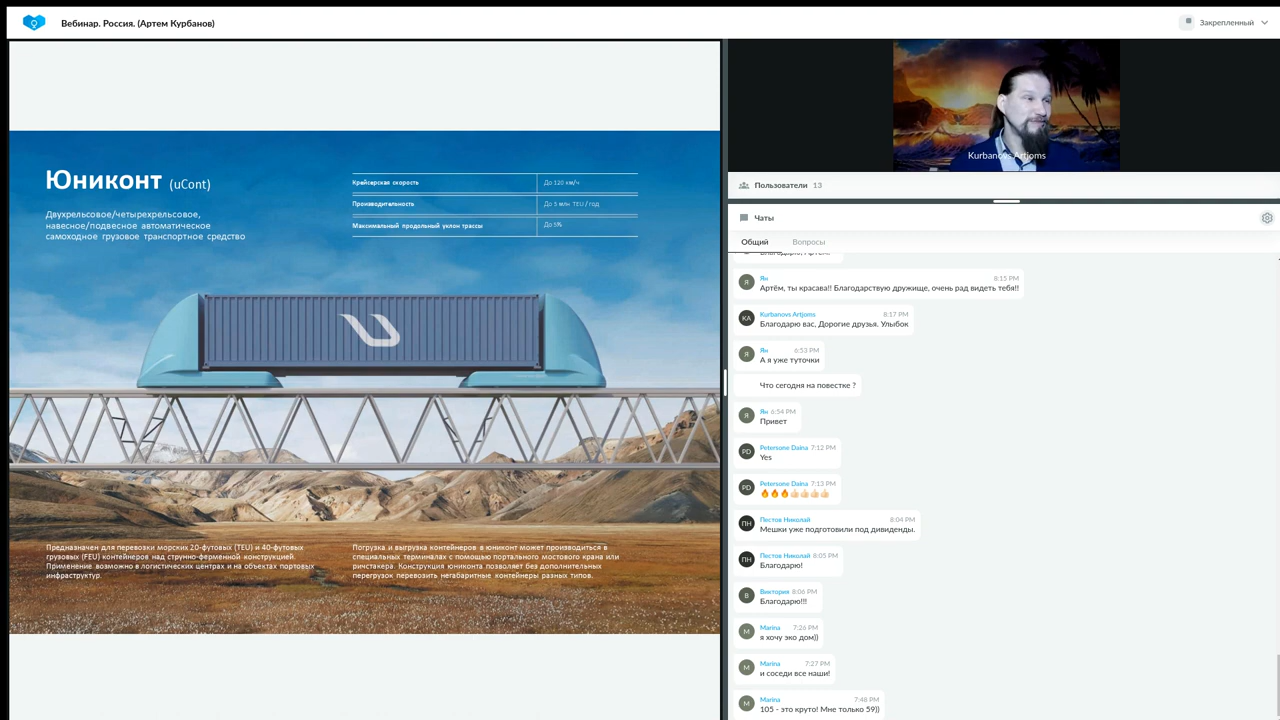 Вебинар. Россия. (Артем Курбанов)
Закрепленный
Юниконт (uCont)
Двухрельсовое/четырехрельсовое,
навесное/подвесное автоматическое
самоходное грузовое транспортное средство
Крейсерская скорость До 120 км/ч
Производительность До 5 млн TEU / год
Максимальный продольный уклон трассы До 5%
Предназначен для перевозки морских 20-футовых (TEU) и 40-футовых
грузовых (FEU) контейнеров над струнно-ферменной конструкцией.
Применение возможно в логистических центрах и на объектах портовых
инфраструктур.
Погрузка и выгрузка контейнеров в юниконт может производиться в
специальных терминалах с помощью портального мостового крана или
ричстакера. Конструкция юниконта позволяет без дополнительных
перегрузок перевозить негабаритные контейнеры разных типов.
Kurbanovs Artjoms
Пользователи 13
Чаты
Общий Вопросы
Ян 8:15 PM
Артём, ты красава!! Благодарствую дружище, очень рад видеть тебя!!
KA
Kurbanovs Artjoms 8:17 PM
Благодарю вас, Дорогие друзья. Улыбок
Я
Ян 6:53 PM
А я уже туточки
Что сегодня на повестке ?
Я
Ян 6:54 PM
Привет
PD
Petersone Daina 7:12 PM
Yes
PD
Petersone Daina 7:13 PM
🔥🔥🔥👍🏻👍🏻👍🏻👍🏻
ПН
Пестов Николай 8:04 PM
Мешки уже подготовили под дивиденды.
ПН
Пестов Николай 8:05 PM
Благодарю!
В
Виктория 8:06 PM
Благодарю!!!
M
Marina 7:26 PM
я хочу эко дом))
M
Marina 7:27 PM
и соседи все наши!
M
Marina 7:48 PM
105 - это круто! Мне только 59))